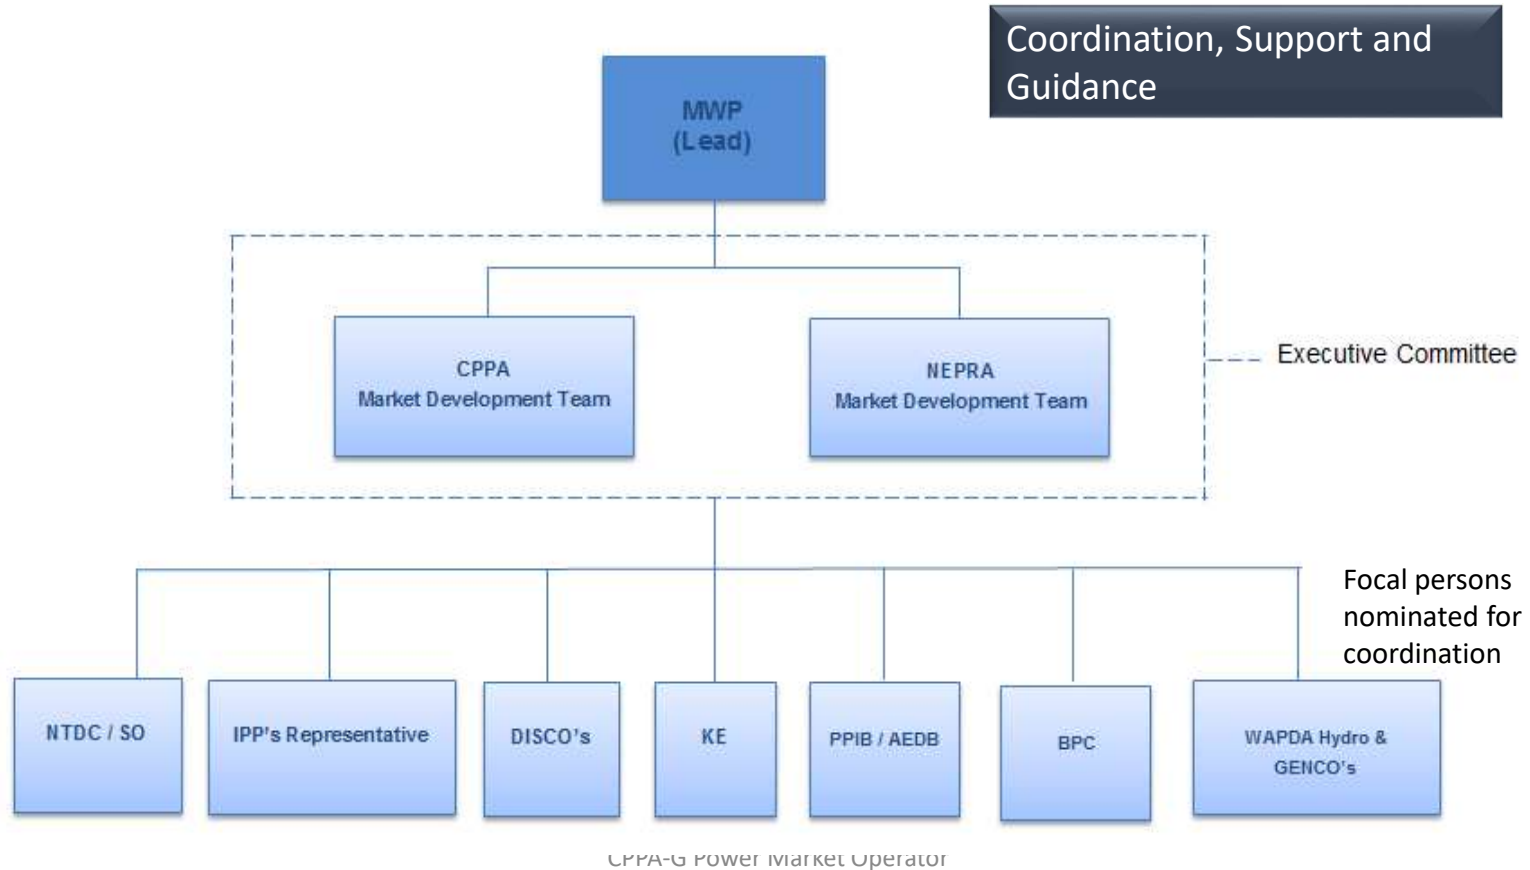 Coordination, Support and
Guidance
MWP
(Lead)
CPPA
Market Development Team
NEPRA
Market Development Team
Executive Committee
Focal persons
nominated for
coordination
NTDC / SO
IPP's Representative
DISCO's
KE
PPIB / AEDB
BPC
WAPDA Hydro &
GENCO's
CPPA-G Power Market Operator